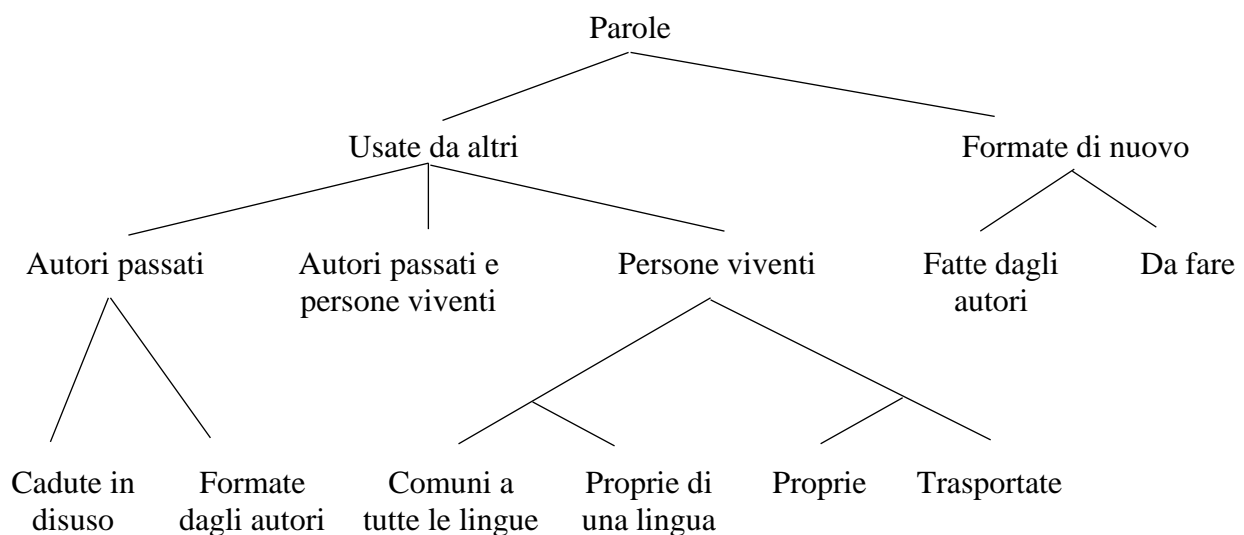 Parole
Usate da altri
Formate di nuovo
Autori passati
Autori passati e
persone viventi
Persone viventi
Fatte dagli
autori
Da fare
Cadute in
disuso
Formate
dagli autori
Comuni a
tutte le lingue
Proprie di
una lingua
Proprie
Trasportate